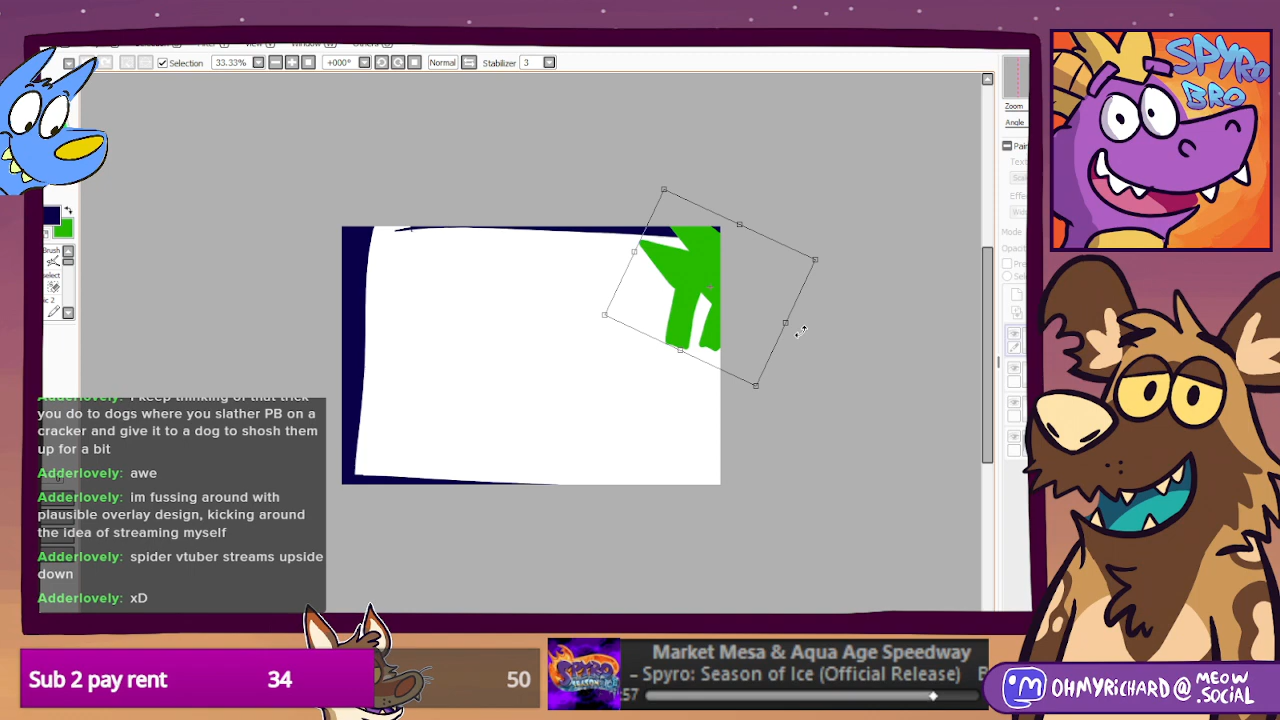 Selection
33.33%
+000°
Normal
Stabilizer
3
Zoom
Angle
Brush
SPYRO
BRO
Adderlovely: I keep thinking of that trick
you do to dogs where you slather PB on a
cracker and give it to a dog to shosh them
up for a bit
Adderlovely: awe
Adderlovely: im fussing around with
plausible overlay design, kicking around
the idea of streaming myself
Adderlovely: spider vtuber streams upside
down
Adderlovely: xD
Sub 2 pay rent
34
50
Market Mesa & Aqua Age Speedway
– Spyro: Season of Ice (Official Release)
:57
OHMYRICHARD@
MEOW
.SOCIAL